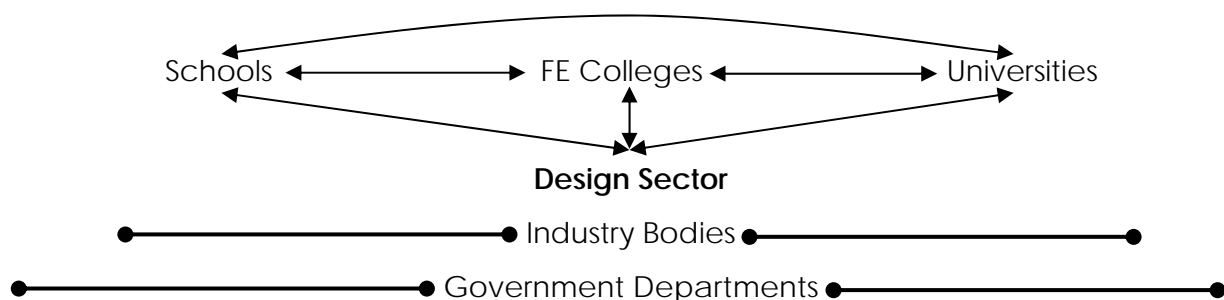 Schools FE Colleges Universities
Design Sector
Industry Bodies
Government Departments